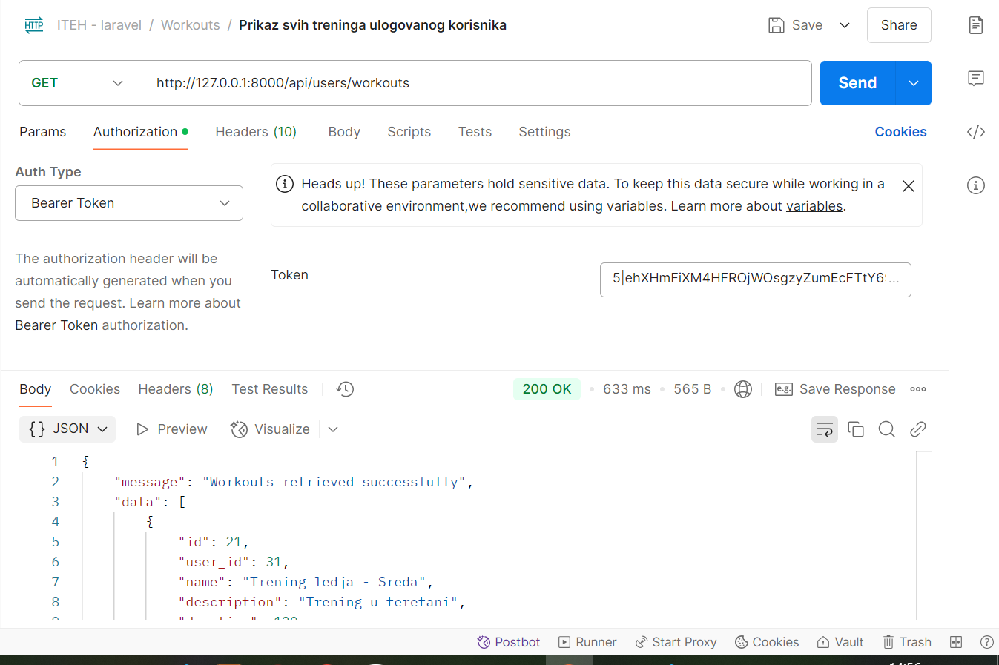 HTTP ITEH - laravel / Workouts / Prikaz svih treninga ulogovanog korisnika Save Share
GET http://127.0.0.1:8000/api/users/workouts Send
Params Authorization Headers (10) Body Scripts Tests Settings Cookies
Auth Type
Bearer Token
The authorization header will be
automatically generated when you
send the request. Learn more about
Bearer Token authorization.
Heads up! These parameters hold sensitive data. To keep this data secure while working in a
collaborative environment,we recommend using variables. Learn more about variables.
Token
5|ehXHmFiXM4HFROjWOsgzyZumEcFTtY69...
Body Cookies Headers (8) Test Results 200 OK 633 ms 565 B e.g. Save Response
{} JSON Preview Visualize
1 {
2 "message": "Workouts retrieved successfully",
3 "data": [
4 {
5 "id": 21,
6 "user_id": 31,
7 "name": "Trening ledja - Sreda",
8 "description": "Trening u teretani",
Postbot Runner Start Proxy Cookies Vault Trash